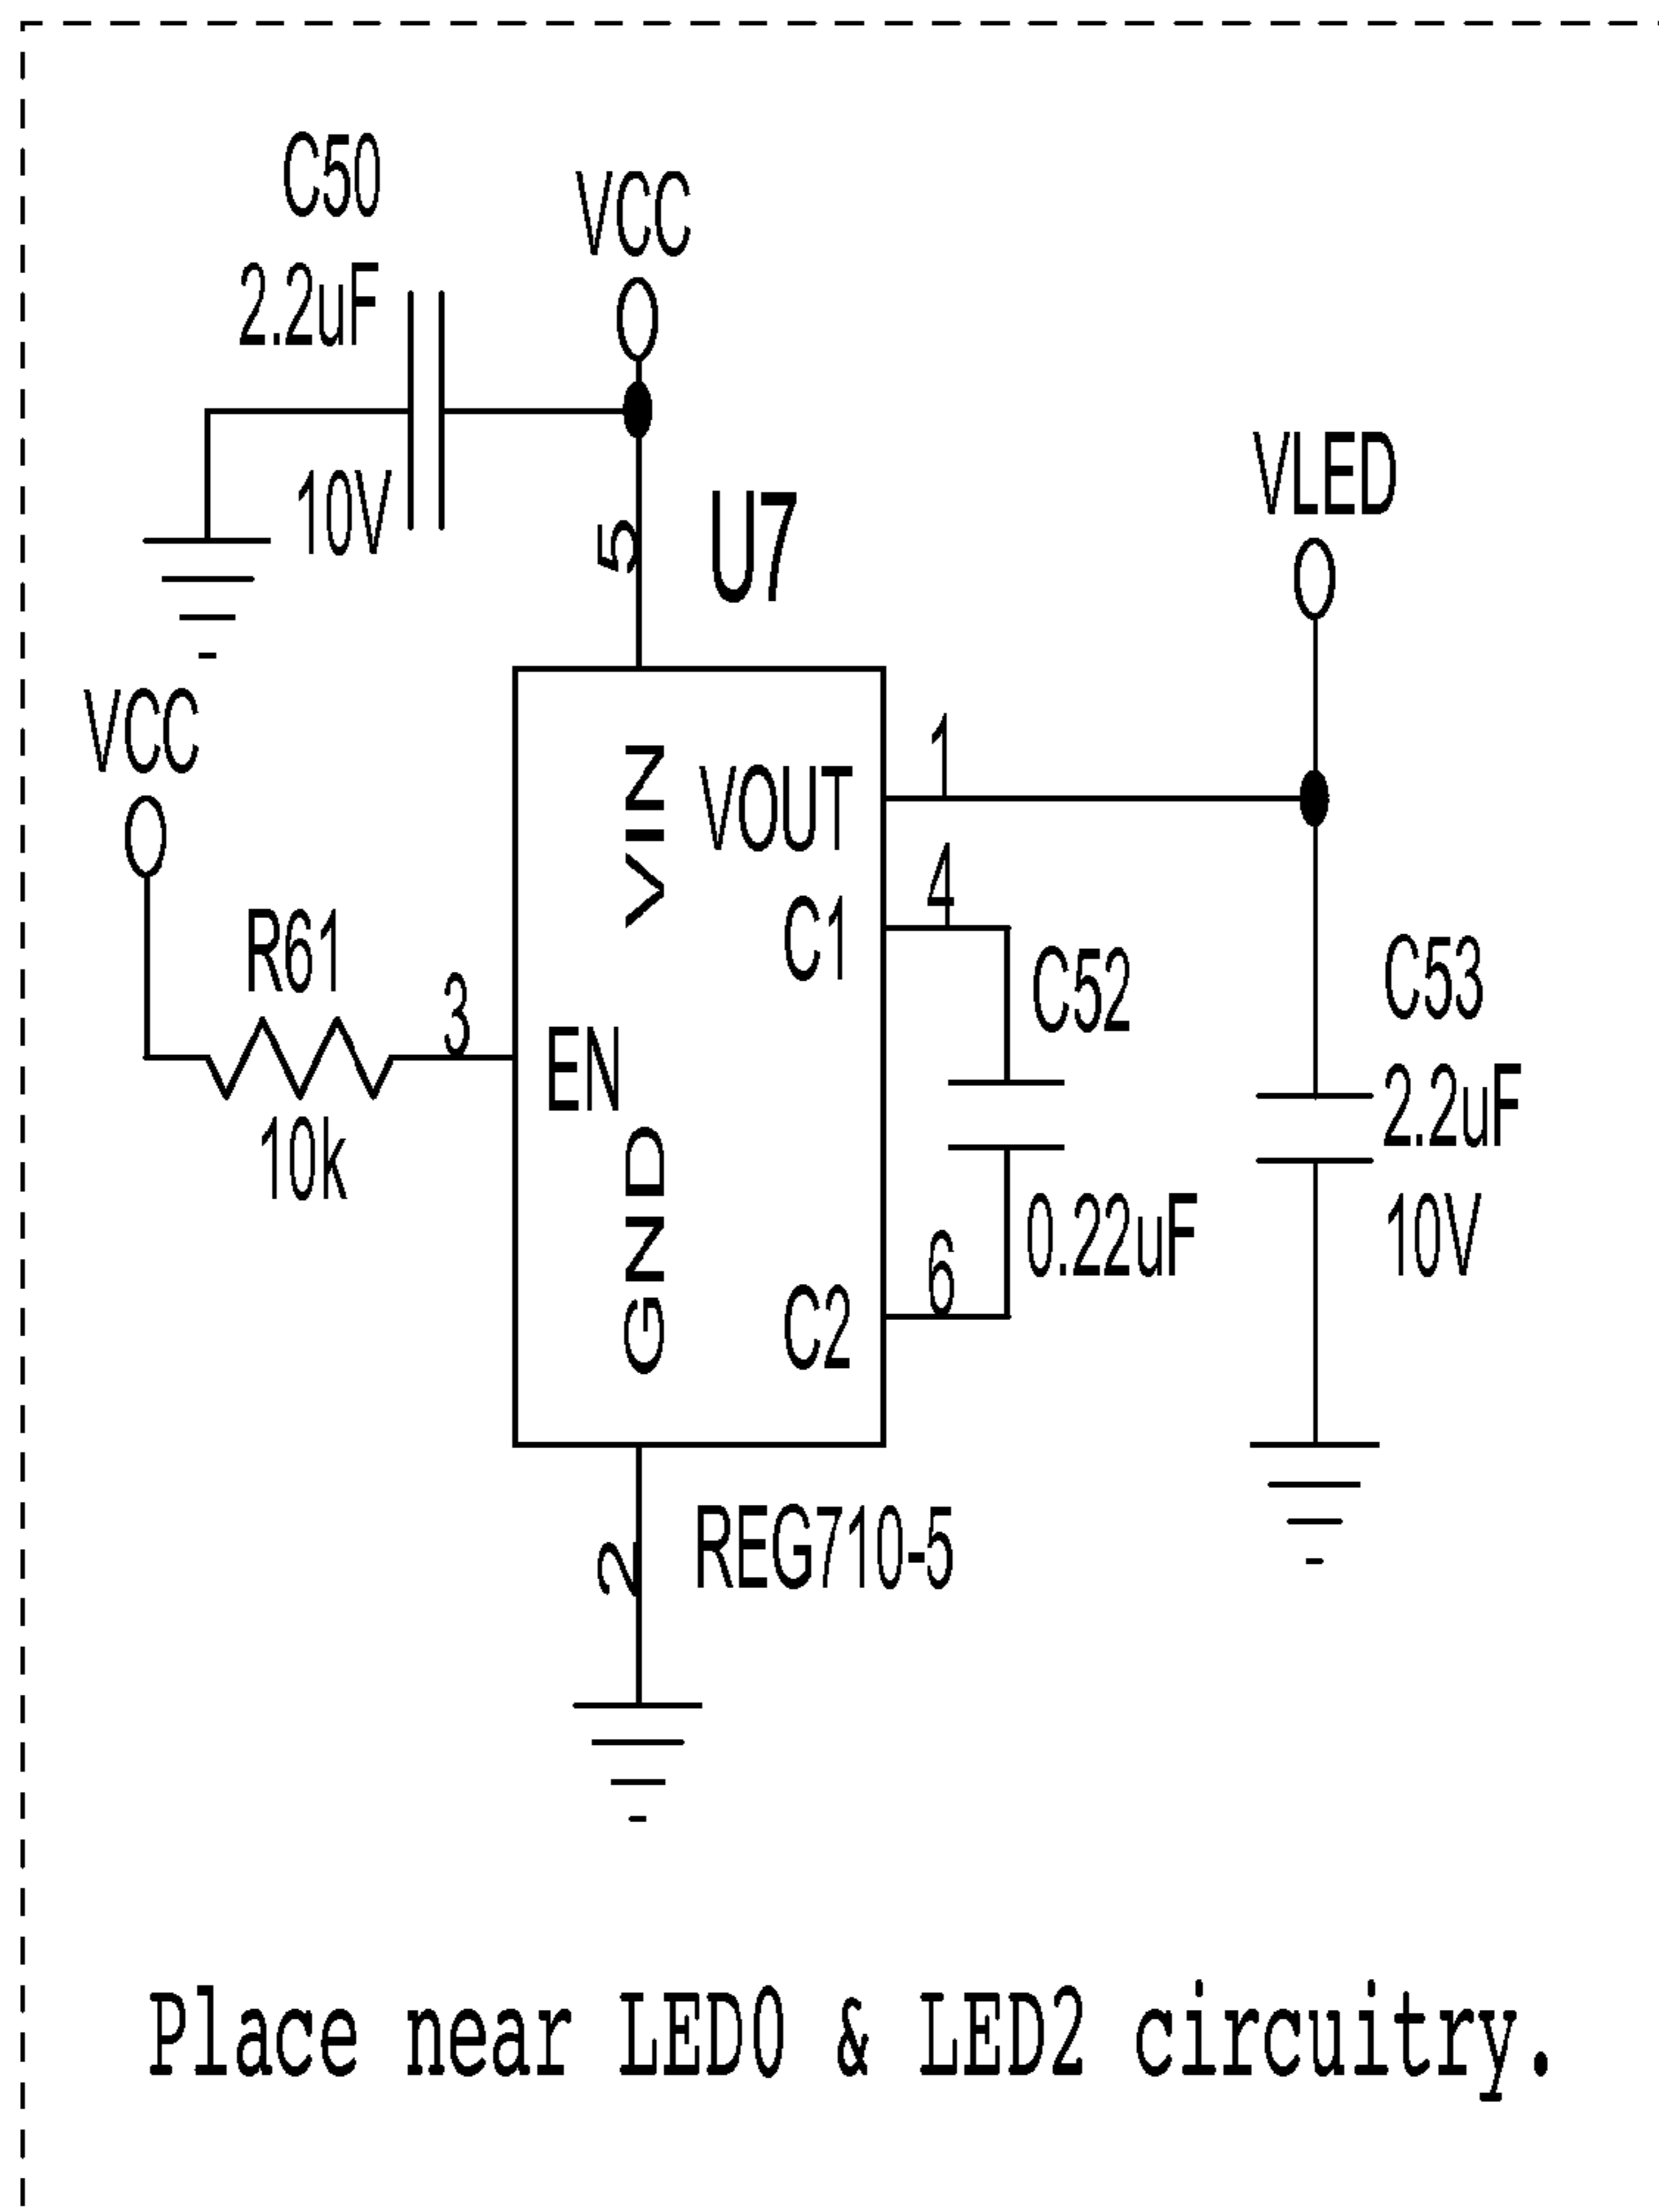 C50
2.2uF
10V
VCC
5
U7
VLED
VCC
R61
10k
3
VIN
VOUT
1
C1
4
EN
GND
C2
6
C52
0.22uF
C53
2.2uF
10V
2
REG710-5
Place near LED0 & LED2 circuitry.